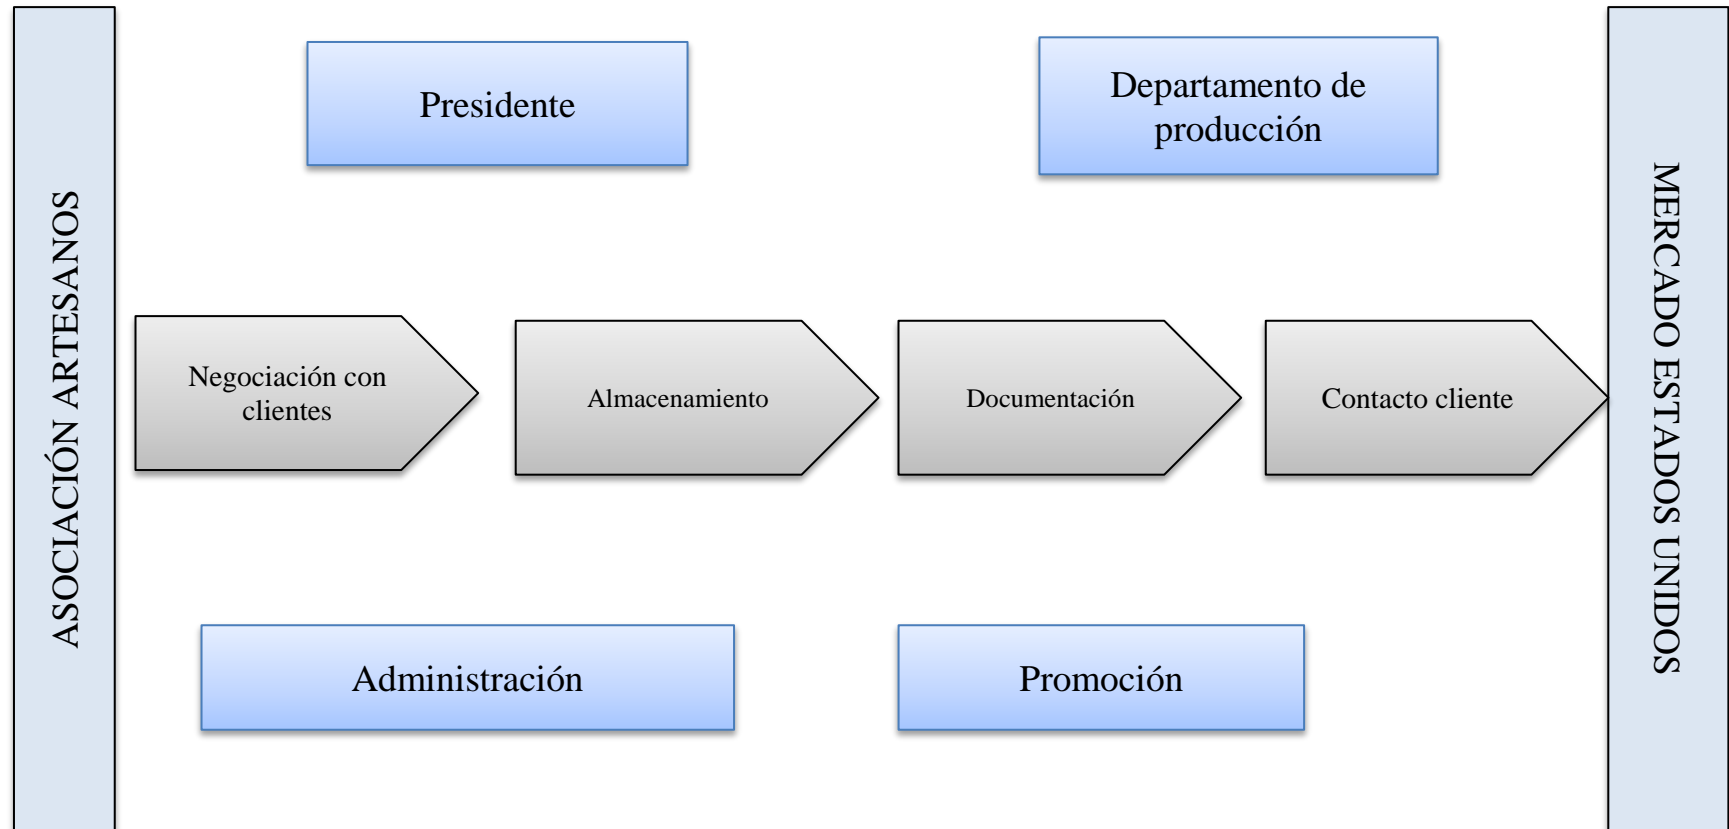 ASOCIACIÓN ARTESANOS
Presidente
Departamento de
producción
Negociación con
clientes
Almacenamiento
Documentación
Contacto cliente
Administración
Promoción
MERCADO ESTADOS UNIDOS